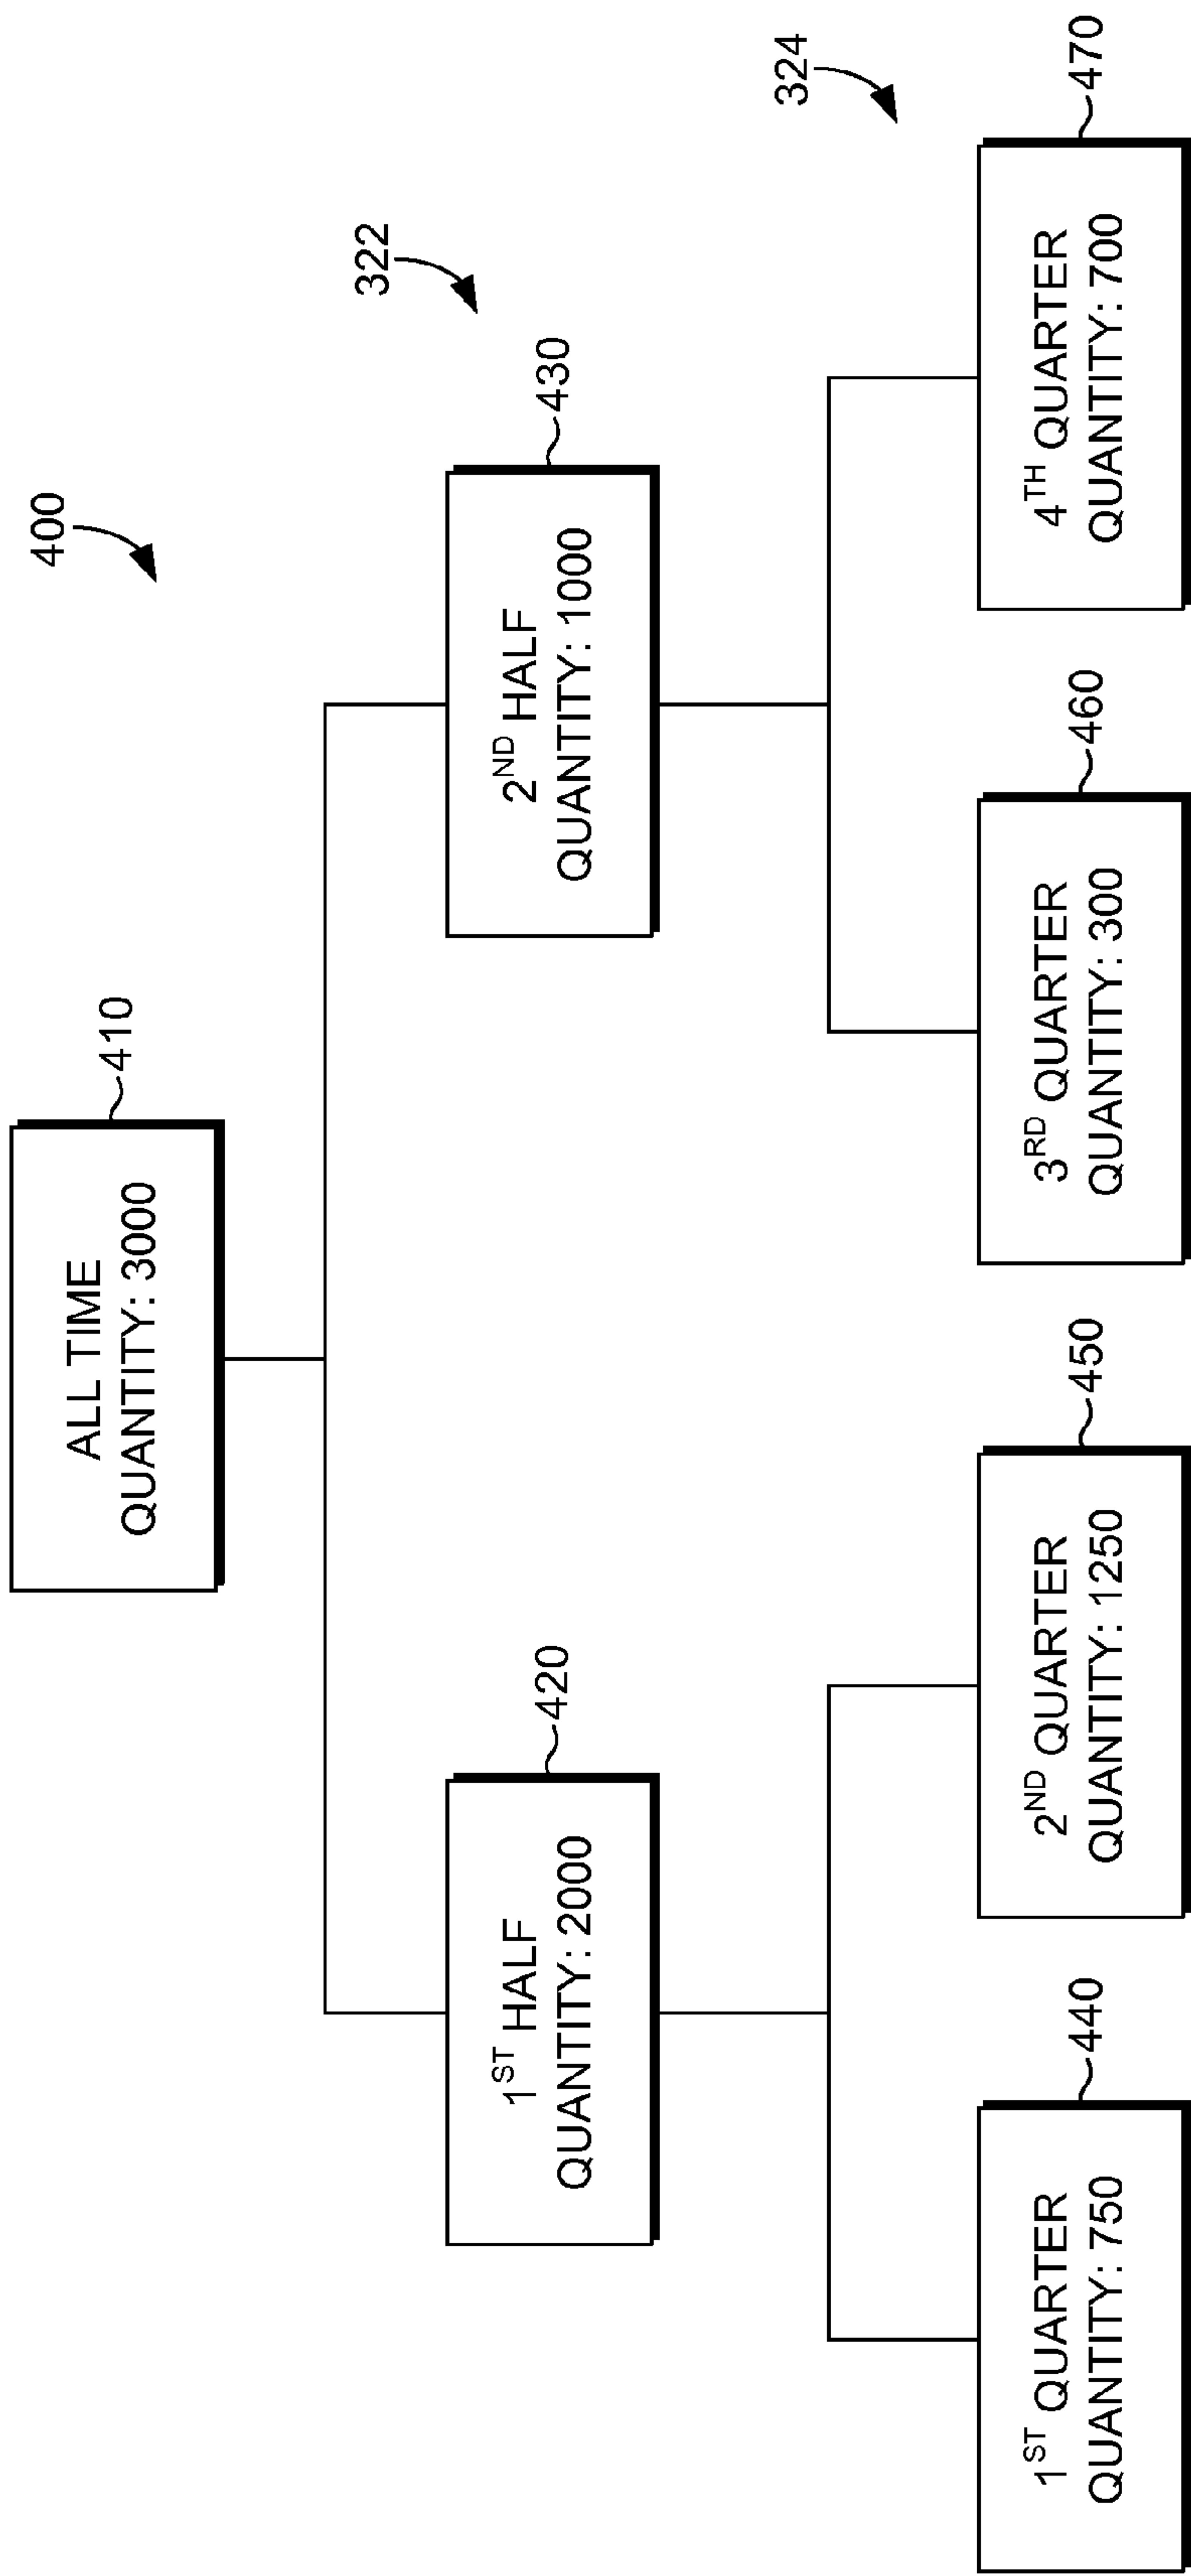 400
ALL TIME
QUANTITY: 3000
410
322
1ST HALF
QUANTITY: 2000
420
2ND HALF
QUANTITY: 1000
430
324
1ST QUARTER
QUANTITY: 750
440
2ND QUARTER
QUANTITY: 1250
450
3RD QUARTER
QUANTITY: 300
460
4TH QUARTER
QUANTITY: 700
470